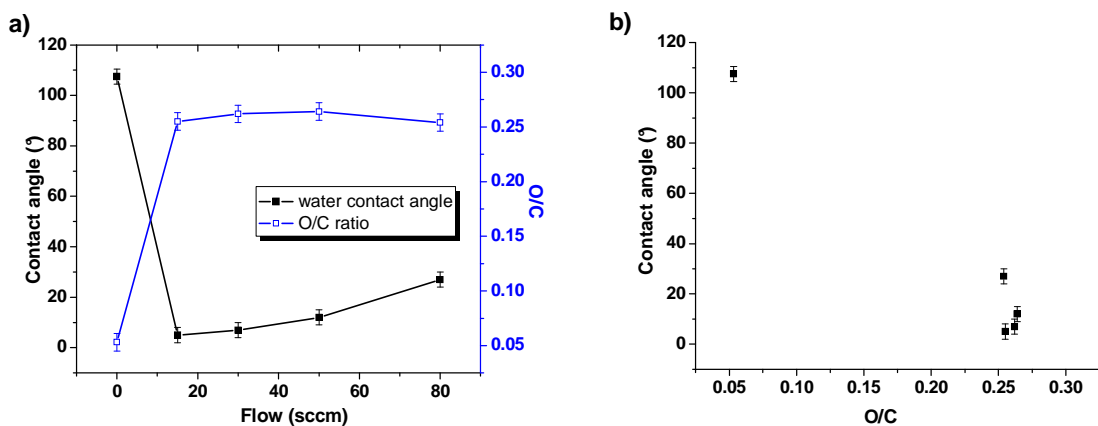 a)
120
100
80
60
40
20
0
Contact angle (°)
0 20 40 60 80
Flow (sccm)
0.30
0.25
0.20
0.15
0.10
0.05
O/C
water contact angle
O/C ratio
b)
120
100
80
60
40
20
0
Contact angle (°)
0.05 0.10 0.15 0.20 0.25 0.30
O/C